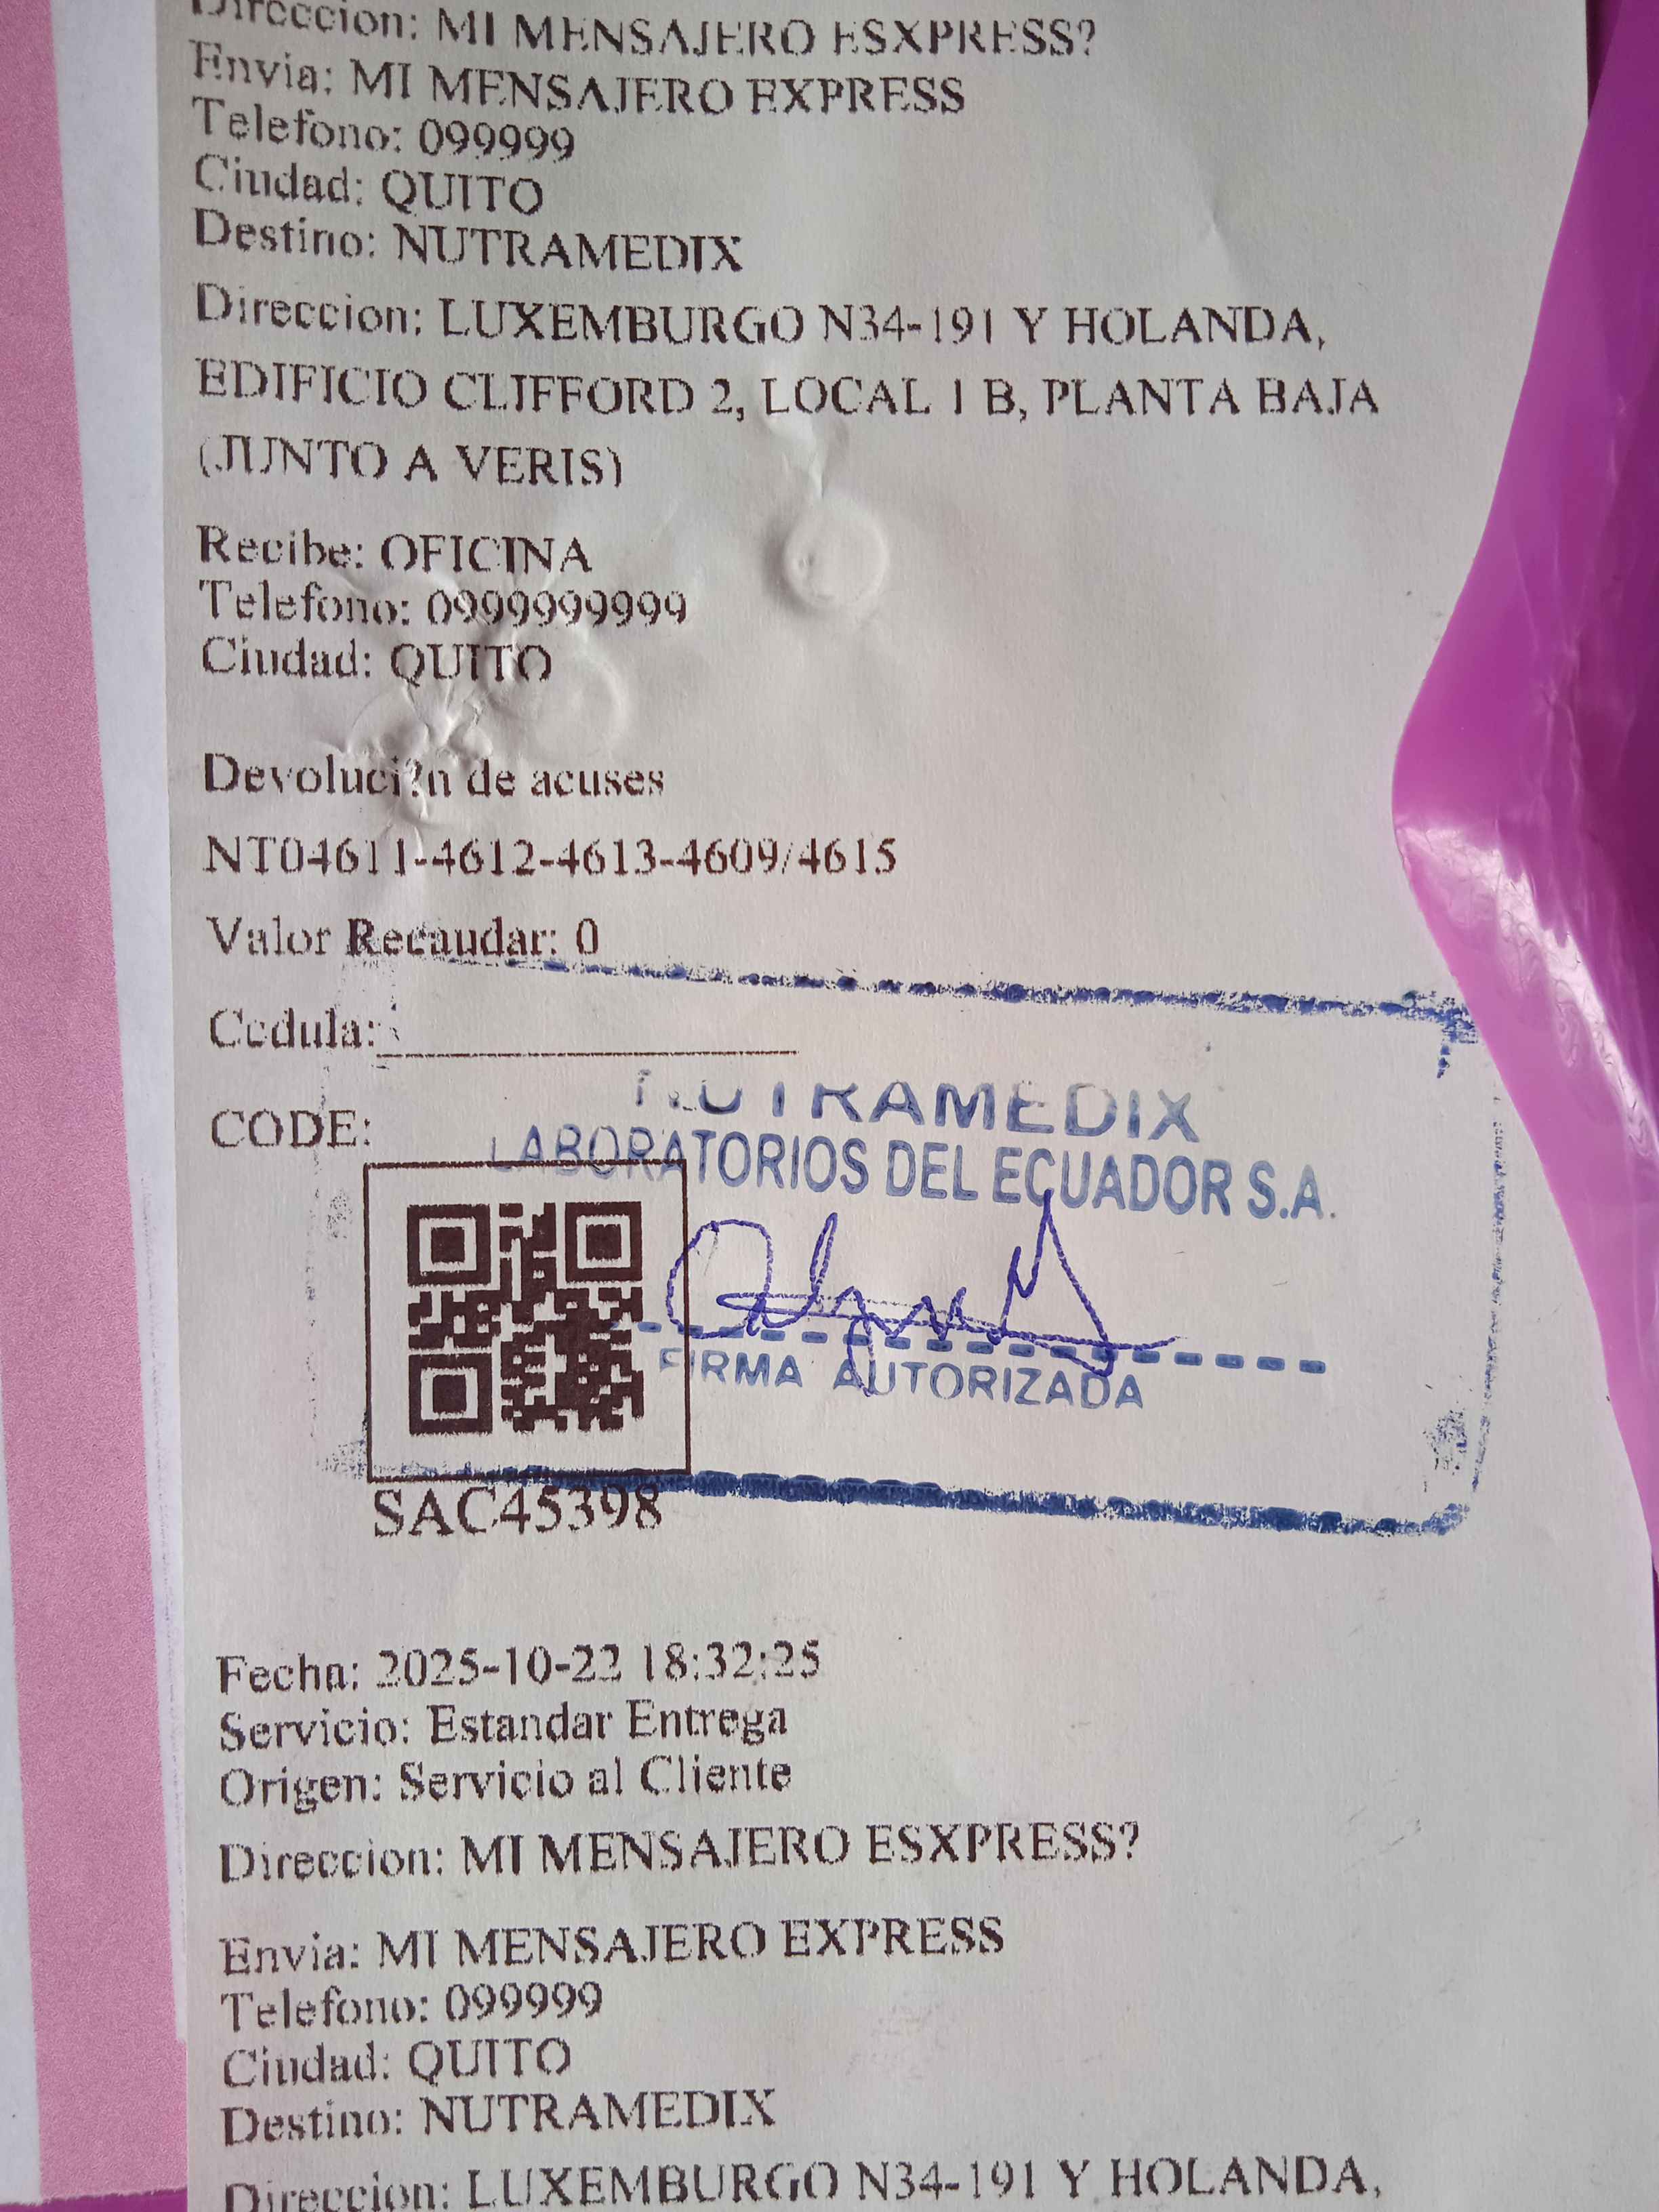 Direccion: MI MENSAJERO ESXPRESS?
Envia: MI MENSAJERO EXPRESS
Telefono: 099999
Ciudad: QUITO
Destino: NUTRAMEDIX
Direccion: LUXEMBURGO N34-191 Y HOLANDA,
EDIFICIO CLIFFORD 2, LOCAL 1 B, PLANTA BAJA
(JUNTO A VERIS)
Recibe: OFICINA
Telefono: 0999999999
Ciudad: QUITO
Devoluci?n de acuses
NT04611-4612-4613-4609/4615
Valor Recaudar: 0
Cedula:
CODE:
NUTRAMEDIX
LABORATORIOS DEL ECUADOR S.A.
FIRMA AUTORIZADA
SAC45398
Fecha: 2025-10-22 18:32:25
Servicio: Estandar Entrega
Origen: Servicio al Cliente
Direccion: MI MENSAJERO ESXPRESS?
Envia: MI MENSAJERO EXPRESS
Telefono: 099999
Ciudad: QUITO
Destino: NUTRAMEDIX
Direccion: LUXEMBURGO N34-191 Y HOLANDA,